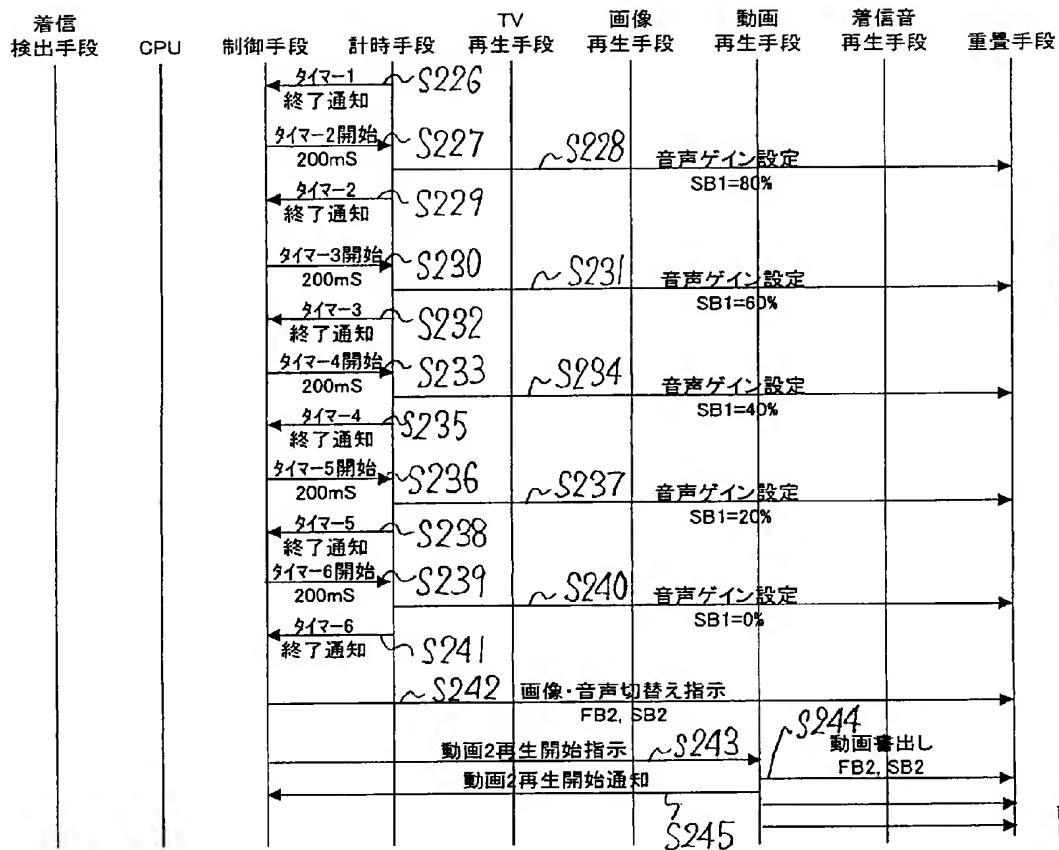 着信
検出手段
CPU
制御手段
計時手段
TV
再生手段
画像
再生手段
動画
再生手段
着信音
再生手段
重畳手段
タイマー1
終了通知
S226
タイマー2開始
200mS
S227
S228
音声ゲイン設定
SB1=80%
タイマー2
終了通知
S229
タイマー3開始
200mS
S230
S231
音声ゲイン設定
SB1=60%
タイマー3
終了通知
S232
タイマー4開始
200mS
S233
S234
音声ゲイン設定
SB1=40%
タイマー4
終了通知
S235
タイマー5開始
200mS
S236
S237
音声ゲイン設定
SB1=20%
タイマー5
終了通知
S238
タイマー6開始
200mS
S239
S240
音声ゲイン設定
SB1=0%
タイマー6
終了通知
S241
S242
画像・音声切替え指示
FB2, SB2
動画2再生開始指示
S243
S244
動画書出し
FB2, SB2
動画2再生開始通知
S245